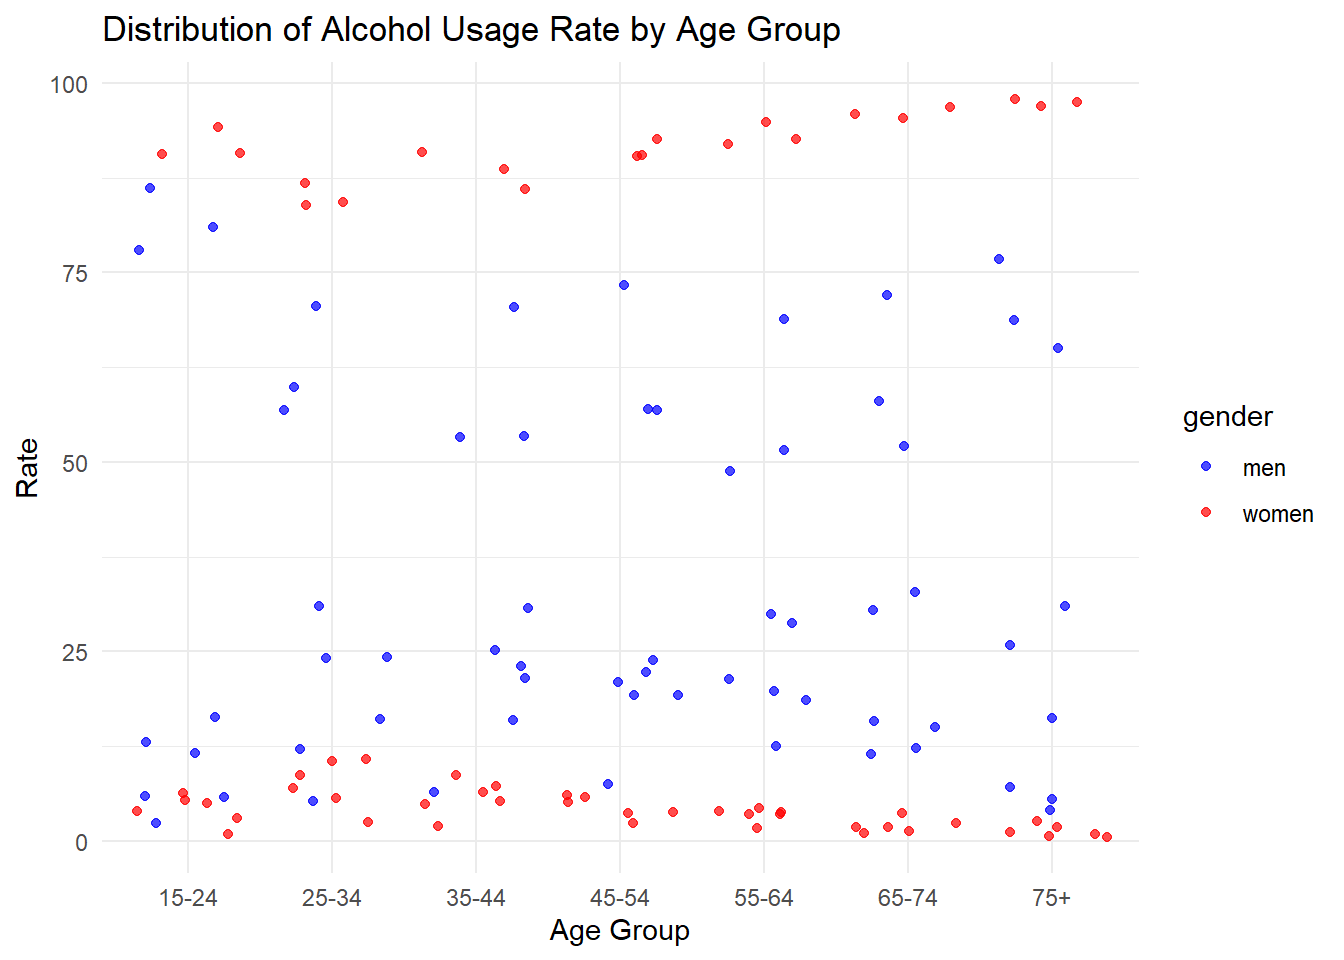 Distribution of Alcohol Usage Rate by Age Group
100
75
50
25
0
Rate
15-24 25-34 35-44 45-54 55-64 65-74 75+
Age Group
gender
men
women